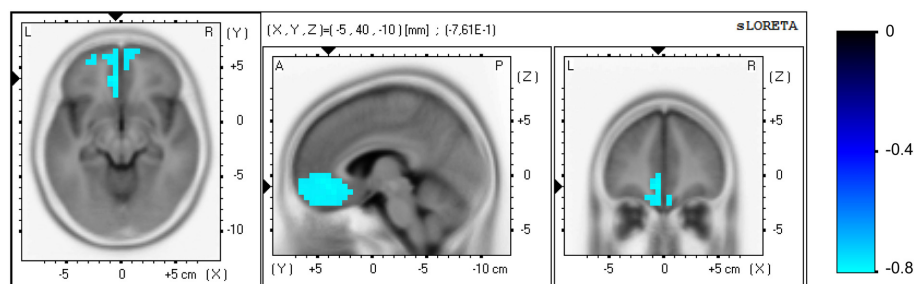 (X, Y, Z)=( -5 , 40 , -10 ) [mm] ; (-7,61E-1)
sLORETA
L R (Y)
+5
0
-5
-10
-5 0 +5 cm (X)
A P (Z)
+5
0
-5
(Y) +5 0 -5 -10 cm
L R (Z)
+5
0
-5
-5 0 +5 cm (X)
0
-0.4
-0.8